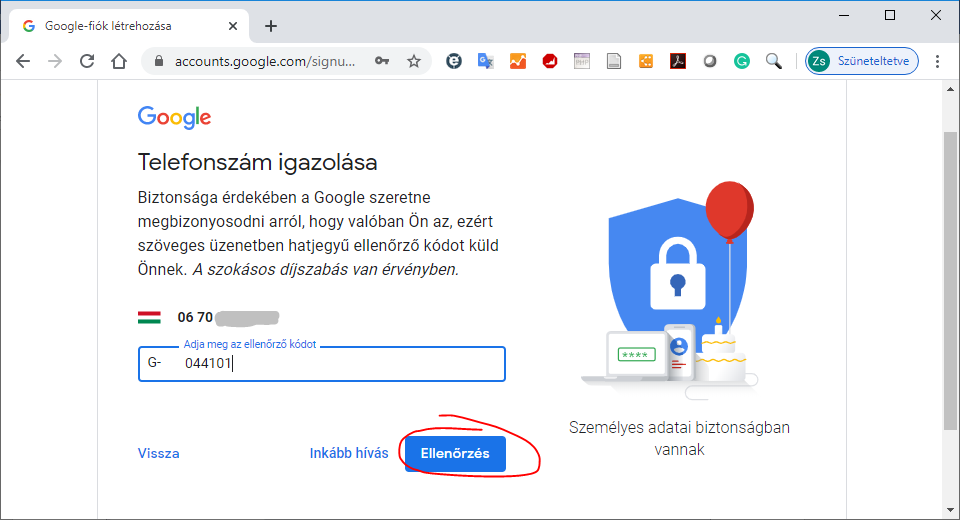 Google-fiók létrehozása
accounts.google.com/signu...
Zs Szüneteltetve
Google
Telefonszám igazolása
Biztonsága érdekében a Google szeretne
megbizonyosodni arról, hogy valóban Ön az, ezért
szöveges üzenetben hatjegyű ellenőrző kódot küld
Önnek. A szokásos díjszabás van érvényben.
06 70
Adja meg az ellenőrző kódot
G- 044101
****
Személyes adatai biztonságban
vannak
Vissza Inkább hívás Ellenőrzés